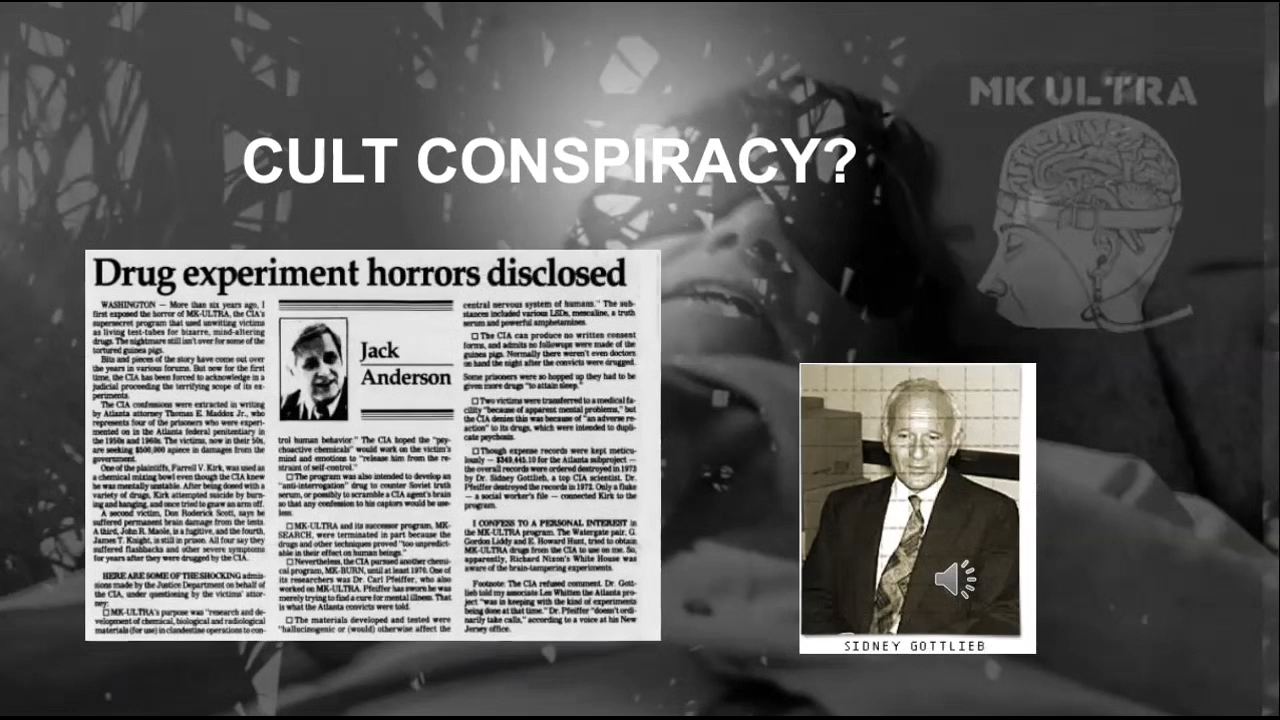 MK ULTRA
CULT CONSPIRACY?
Drug experiment horrors disclosed
WASHINGTON — More than six years ago, I
first exposed the horror of MK-ULTRA, the CIA's
supersecret program that used unwitting victims
as living test-tubes for bizarre, mind-altering
drugs. The nightmare still isn't over for some of the
tortured guinea pigs.
Bits and pieces of the story have come out over
the years in various forums. But now for the first
time, the CIA has been forced to acknowledge in a
judicial proceeding the terrifying scope of its ex-
periments.
The CIA confessions were extracted in writing
by Atlanta attorney Thomas E. Maddox Jr., who
represents four of the prisoners who were experi-
mented on in the Atlanta federal penitentiary in
the 1950s and 1960s. The victims, now in their 50s,
are seeking $500,000 apiece in damages from the
government.
One of the plaintiffs, Farrell V. Kirk, was used as
a chemical mixing bowl even though the CIA knew
he was mentally unstable. After being dosed with a
variety of drugs, Kirk attempted suicide by burn-
ing and hanging, and once tried to gnaw an arm off.
A second victim, Don Roderick Scott, says he
suffered permanent brain damage from the tests.
A third, John R. Maole, is a fugitive, and the fourth,
James T. Knight, is still in prison. All four say they
suffered flashbacks and other severe symptoms
for years after they were drugged by the CIA.
HERE ARE SOME OF THE SHOCKING admis-
sions made by the Justice Department on behalf of
the CIA, under questioning by the victims' attor-
ney:
□ MK-ULTRA's purpose was "research and de-
velopment of chemical, biological and radiological
materials (for use) in clandestine operations to con-
Jack
Anderson
trol human behavior." The CIA hoped the "psy-
choactive chemicals" would work on the victim's
mind and emotions to "release him from the re-
straint of self-control."
□ The program was also intended to develop an
"anti-interrogation" drug to counter Soviet truth
serum, or possibly to scramble a CIA agent's brain
so that any confession to his captors would be use-
less.
□ MK-ULTRA and its successor program, MK-
SEARCH, were terminated in part because the
drugs and other techniques proved "too unpredict-
able in their effect on human beings."
□ Nevertheless, the CIA pursued another chemi-
cal program, MK-BURN, until at least 1970. One of
its researchers was Dr. Carl Pfeiffer, who also
worked on MK-ULTRA. Pfeiffer has sworn he was
merely trying to find a cure for mental illness. That
is what the Atlanta convicts were told.
□ The materials developed and tested were
"hallucinogenic or (would) otherwise affect the
central nervous system of humans." The sub-
stances included various LSDs, mescaline, a truth
serum and powerful amphetamines.
□ The CIA can produce no written consent
forms, and admits no followups were made of the
guinea pigs. Normally there weren't even doctors
on hand the night after the convicts were drugged.
Some prisoners were so hopped up they had to be
given more drugs "to attain sleep."
□ Two victims were transferred to a medical fa-
cility "because of apparent mental problems," but
the CIA denies this was because of "an adverse re-
action" to its drugs, which were intended to dupli-
cate psychosis.
□ Though expense records were kept meticu-
lously — $349,445.10 for the Atlanta subproject —
the overall records were ordered destroyed in 1973
by Dr. Sidney Gottlieb, a top CIA scientist. Dr.
Pfeiffer destroyed the records in 1972. Only a fluke
— a social worker's file — connected Kirk to the
program.
I CONFESS TO A PERSONAL INTEREST in
the MK-ULTRA program. The Watergate pair, G.
Gordon Liddy and E. Howard Hunt, tried to obtain
MK-ULTRA drugs from the CIA to use on me. So,
apparently, Richard Nixon's White House was
aware of the brain-tampering experiments.
Footnote: The CIA refused comment. Dr. Gott-
lieb told my associate Les Whitten the Atlanta pro-
ject "was in keeping with the kind of experiments
being done at that time." Dr. Pfeiffer "doesn't ordi-
narily take calls," according to a voice at his New
Jersey office.
SIDNEY GOTTLIEB